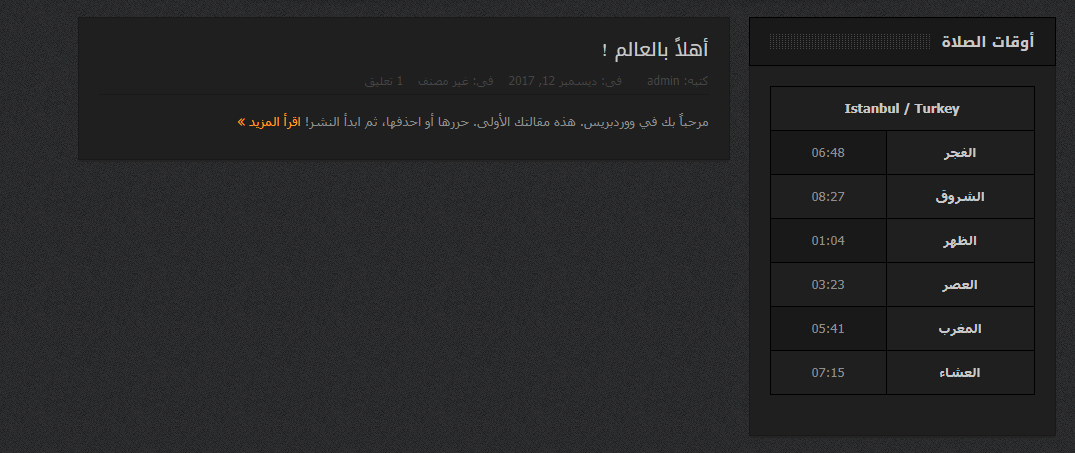 أوقات الصلاة
Istanbul / Turkey
الفجر 06:48
الشروق 08:27
الظهر 01:04
العصر 03:23
المغرب 05:41
العشاء 07:15
أهلاً بالعالم !
كتبه: admin في: ديسمبر 12, 2017 في: غير مصنف 1 تعليق
مرحباً بك في ووردبريس. هذه مقالتك الأولى. حررها أو احذفها، ثم ابدأ النشر! اقرأ المزيد »